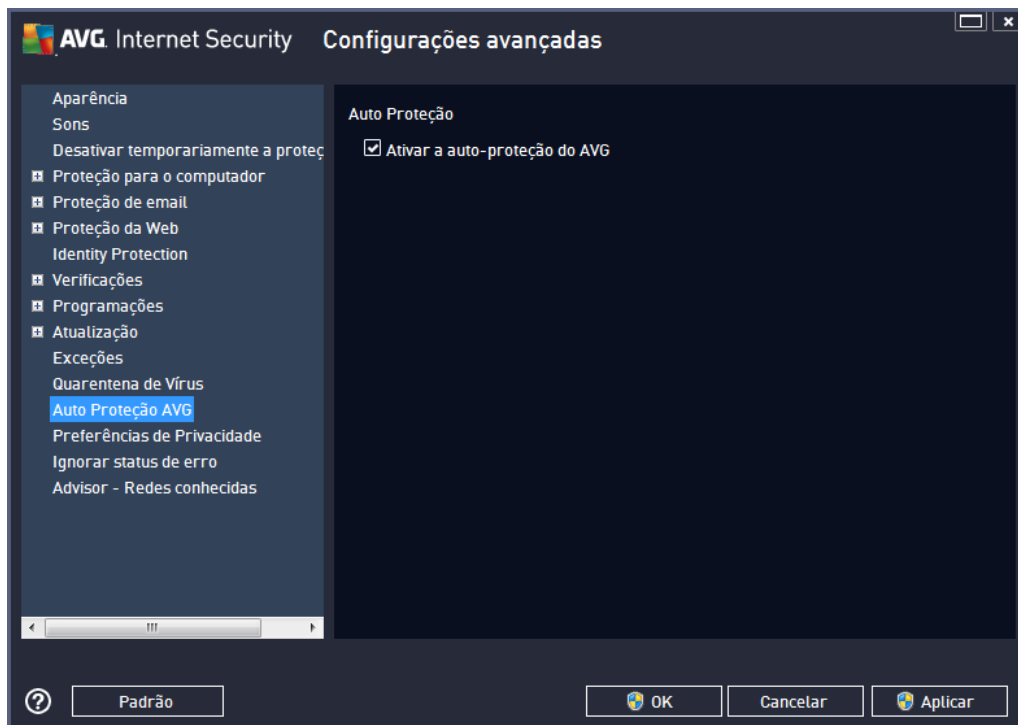 AVG. Internet Security Configurações avançadas
Aparência
Sons
Desativar temporariamente a proteç
Proteção para o computador
Proteção de email
Proteção da Web
Identity Protection
Verificações
Programações
Atualização
Exceções
Quarentena de Vírus
Auto Proteção AVG
Preferências de Privacidade
Ignorar status de erro
Advisor - Redes conhecidas
Auto Proteção
Ativar a auto-proteção do AVG
Padrão OK Cancelar Aplicar